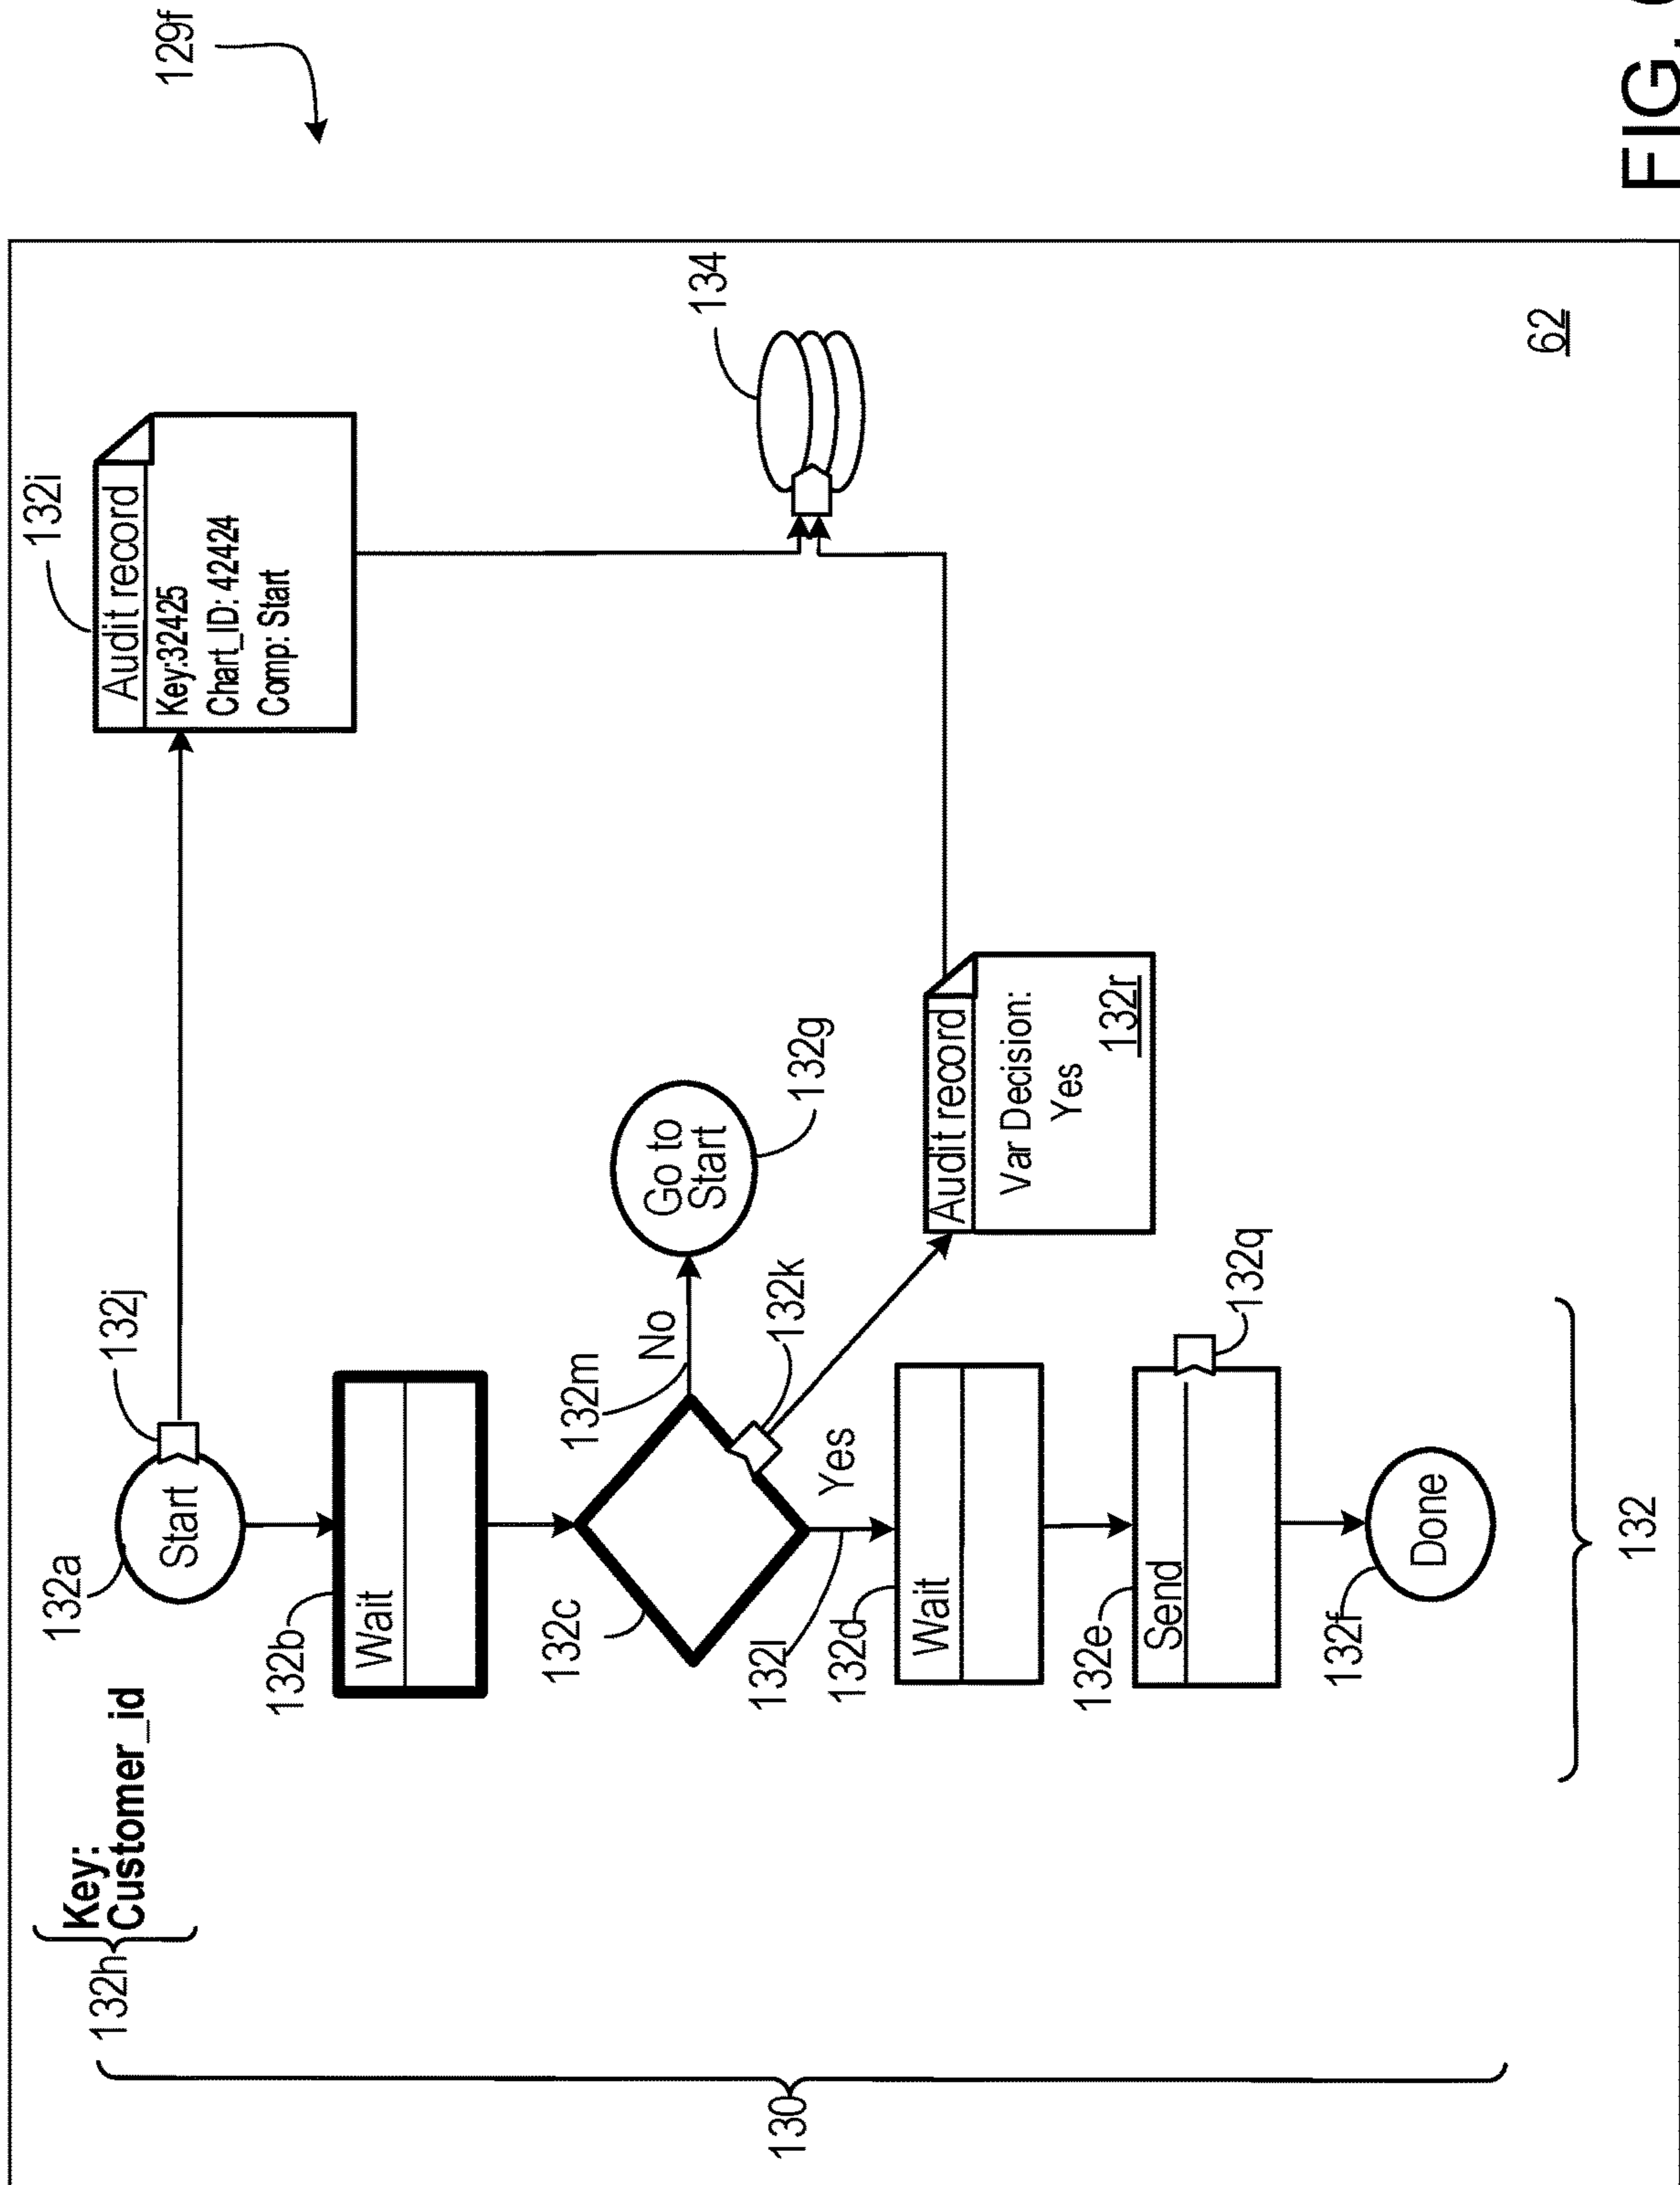 129f
132h
Key:
Customer_id
132a
Start
132j
132i
Audit record
Key:32425
Chart_ID: 42424
Comp: Start
132b
Wait
132c
132m
No
Go to
Start
132g
132k
134
132l
Yes
Audit record
Var Decision:
Yes
132r
132d
Wait
132e
Send
132q
132f
Done
130
132
62
FIG.